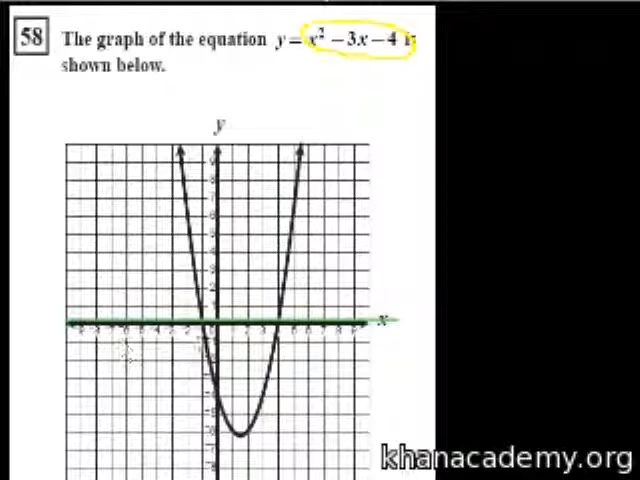 58 The graph of the equation y = x² − 3x − 4 is
shown below.
y
x
khanacademy.org